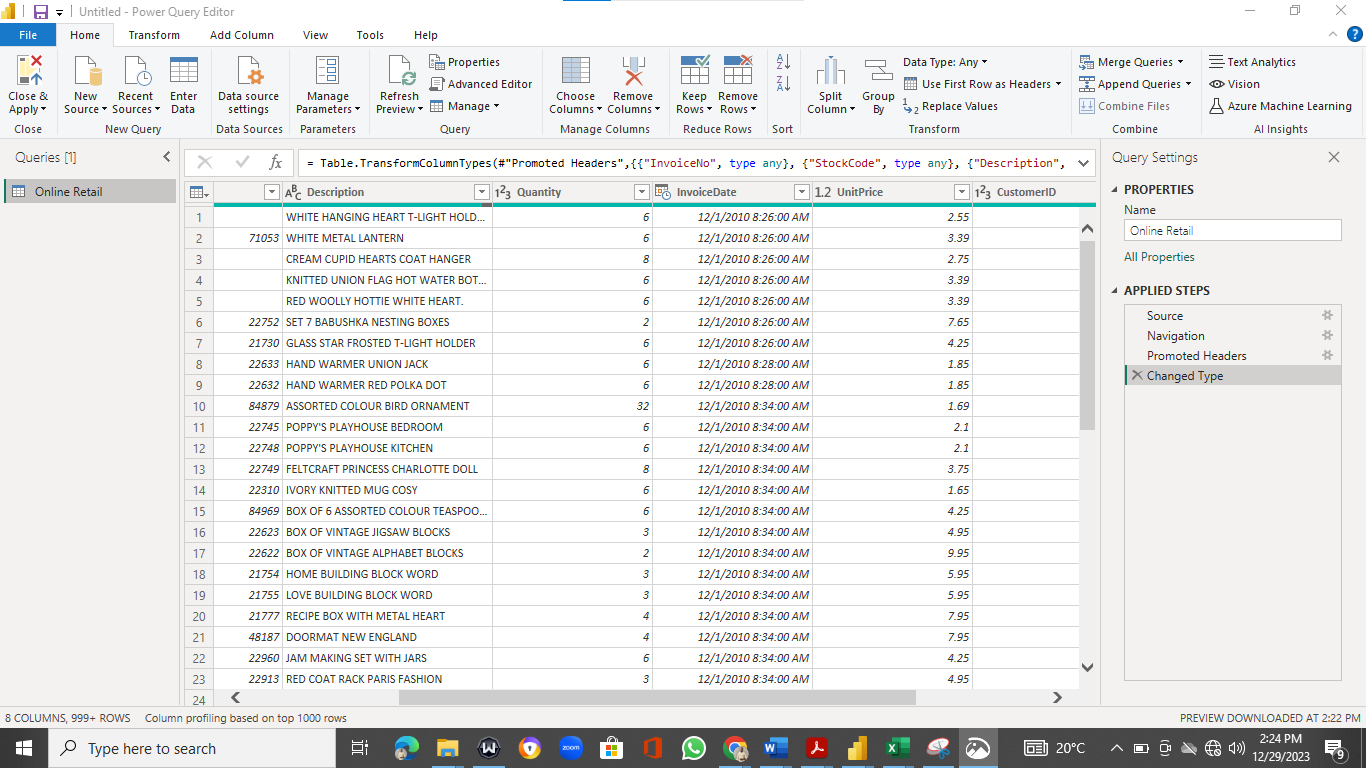 Untitled - Power Query Editor
File Home Transform Add Column View Tools Help
Close & Apply
New Source
Recent Sources
Enter Data
Data source settings
Manage Parameters
Refresh Preview
Properties
Advanced Editor
Manage
Choose Columns
Remove Columns
Keep Rows
Remove Rows
Split Column
Group By
Data Type: Any
Use First Row as Headers
Replace Values
Merge Queries
Append Queries
Combine Files
Text Analytics
Vision
Azure Machine Learning
Close New Query Data Sources Parameters Query Manage Columns Reduce Rows Sort Transform Combine AI Insights
Queries [1]
Online Retail
= Table.TransformColumnTypes(#"Promoted Headers",{{"InvoiceNo", type any}, {"StockCode", type any}, {"Description",
Description Quantity InvoiceDate 1.2 UnitPrice CustomerID
1 WHITE HANGING HEART T-LIGHT HOLD... 6 12/1/2010 8:26:00 AM 2.55
2 71053 WHITE METAL LANTERN 6 12/1/2010 8:26:00 AM 3.39
3 CREAM CUPID HEARTS COAT HANGER 8 12/1/2010 8:26:00 AM 2.75
4 KNITTED UNION FLAG HOT WATER BOT... 6 12/1/2010 8:26:00 AM 3.39
5 RED WOOLLY HOTTIE WHITE HEART. 6 12/1/2010 8:26:00 AM 3.39
6 22752 SET 7 BABUSHKA NESTING BOXES 2 12/1/2010 8:26:00 AM 7.65
7 21730 GLASS STAR FROSTED T-LIGHT HOLDER 6 12/1/2010 8:26:00 AM 4.25
8 22633 HAND WARMER UNION JACK 6 12/1/2010 8:28:00 AM 1.85
9 22632 HAND WARMER RED POLKA DOT 6 12/1/2010 8:28:00 AM 1.85
10 84879 ASSORTED COLOUR BIRD ORNAMENT 32 12/1/2010 8:34:00 AM 1.69
11 22745 POPPY'S PLAYHOUSE BEDROOM 6 12/1/2010 8:34:00 AM 2.1
12 22748 POPPY'S PLAYHOUSE KITCHEN 6 12/1/2010 8:34:00 AM 2.1
13 22749 FELTCRAFT PRINCESS CHARLOTTE DOLL 8 12/1/2010 8:34:00 AM 3.75
14 22310 IVORY KNITTED MUG COSY 6 12/1/2010 8:34:00 AM 1.65
15 84969 BOX OF 6 ASSORTED COLOUR TEASPOO... 6 12/1/2010 8:34:00 AM 4.25
16 22623 BOX OF VINTAGE JIGSAW BLOCKS 3 12/1/2010 8:34:00 AM 4.95
17 22622 BOX OF VINTAGE ALPHABET BLOCKS 2 12/1/2010 8:34:00 AM 9.95
18 21754 HOME BUILDING BLOCK WORD 3 12/1/2010 8:34:00 AM 5.95
19 21755 LOVE BUILDING BLOCK WORD 3 12/1/2010 8:34:00 AM 5.95
20 21777 RECIPE BOX WITH METAL HEART 4 12/1/2010 8:34:00 AM 7.95
21 48187 DOORMAT NEW ENGLAND 4 12/1/2010 8:34:00 AM 7.95
22 22960 JAM MAKING SET WITH JARS 6 12/1/2010 8:34:00 AM 4.25
23 22913 RED COAT RACK PARIS FASHION 3 12/1/2010 8:34:00 AM 4.95
24
Query Settings
PROPERTIES
Name
Online Retail
All Properties
APPLIED STEPS
Source
Navigation
Promoted Headers
Changed Type
8 COLUMNS, 999+ ROWS Column profiling based on top 1000 rows PREVIEW DOWNLOADED AT 2:22 PM
Type here to search
zoom
20°C
2:24 PM
12/29/2023
9